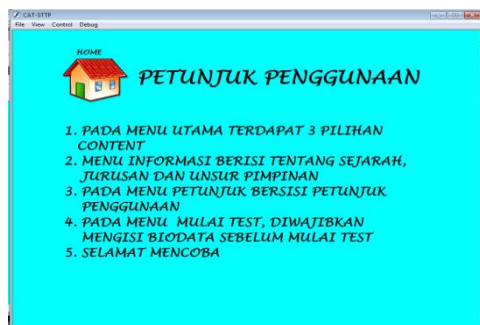 CAT-STTP
File View Control Debug
HOME
PETUNJUK PENGGUNAAN
1. PADA MENU UTAMA TERDAPAT 3 PILIHAN
CONTENT
2. MENU INFORMASI BERISI TENTANG SEJARAH,
JURUSAN DAN UNSUR PIMPINAN
3. PADA MENU PETUNJUK BERSISI PETUNJUK
PENGGUNAAN
4. PADA MENU MULAI TEST, DIWAJIBKAN
MENGISI BIODATA SEBELUM MULAI TEST
5. SELAMAT MENCOBA